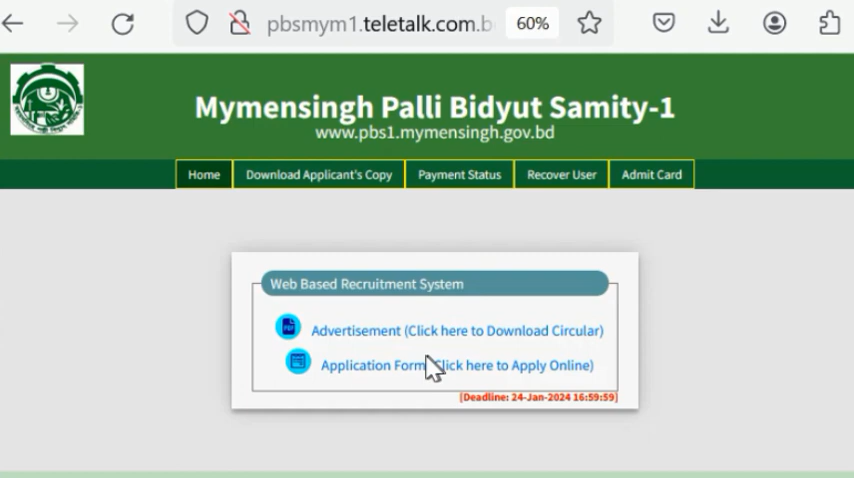 pbsmym1.teletalk.com.b
60%
Mymensingh Palli Bidyut Samity-1
www.pbs1.mymensingh.gov.bd
Home Download Applicant's Copy Payment Status Recover User Admit Card
Web Based Recruitment System
Advertisement (Click here to Download Circular)
Application Form (Click here to Apply Online)
[Deadline: 24-Jan-2024 16:59:59]